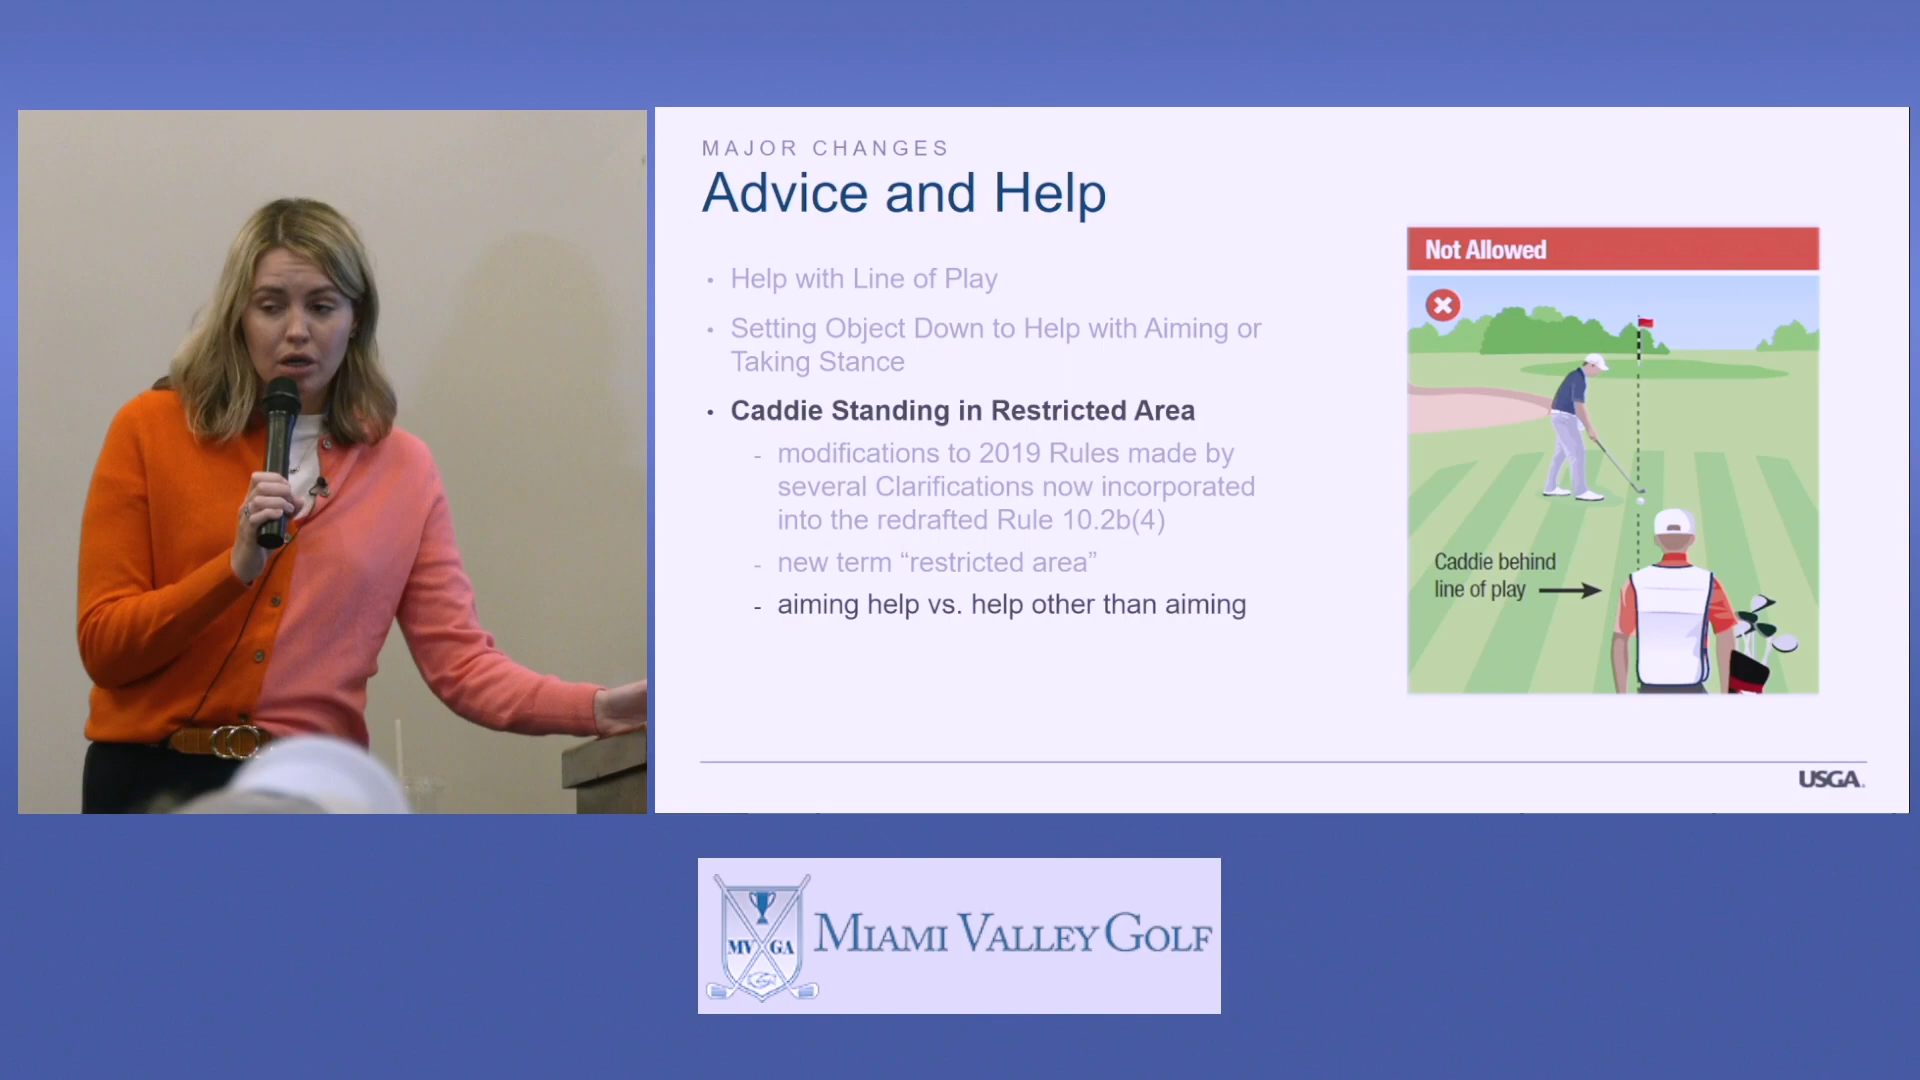 MAJOR CHANGES
Advice and Help
• Help with Line of Play
• Setting Object Down to Help with Aiming or
Taking Stance
• Caddie Standing in Restricted Area
- modifications to 2019 Rules made by
several Clarifications now incorporated
into the redrafted Rule 10.2b(4)
- new term “restricted area”
- aiming help vs. help other than aiming
Not Allowed
Caddie behind
line of play
USGA
MV GA
MIAMI VALLEY GOLF